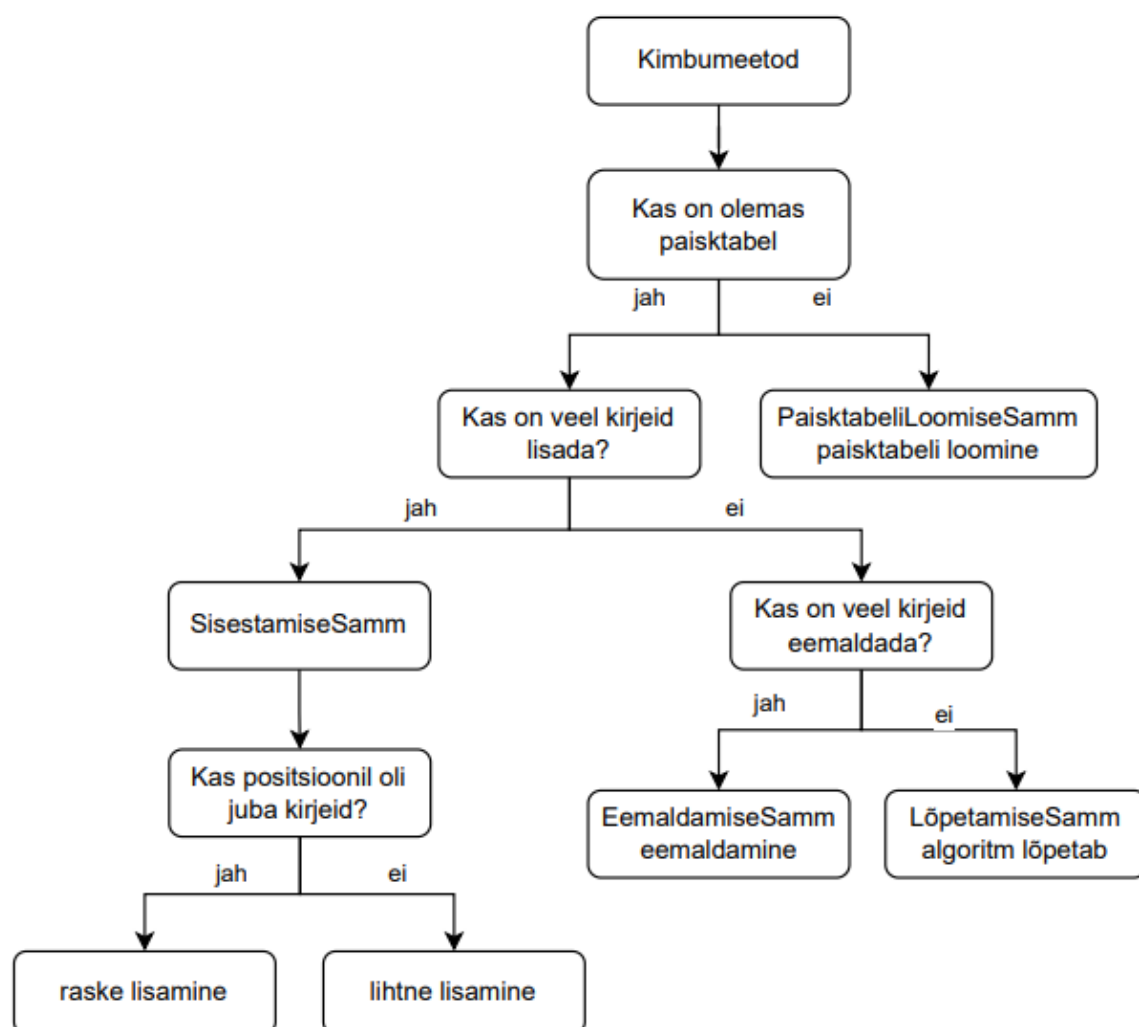 Kimbumeetod
Kas on olemas
paisktabel
jah
ei
Kas on veel kirjeid
lisada?
PaisktabeliLoomiseSamm
paisktabeli loomine
jah
ei
SisestamiseSamm
Kas on veel kirjeid
eemaldada?
jah
ei
Kas positsioonil oli
juba kirjeid?
EemaldamiseSamm
eemaldamine
LõpetamiseSamm
algoritm lõpetab
jah
ei
raske lisamine
lihtne lisamine